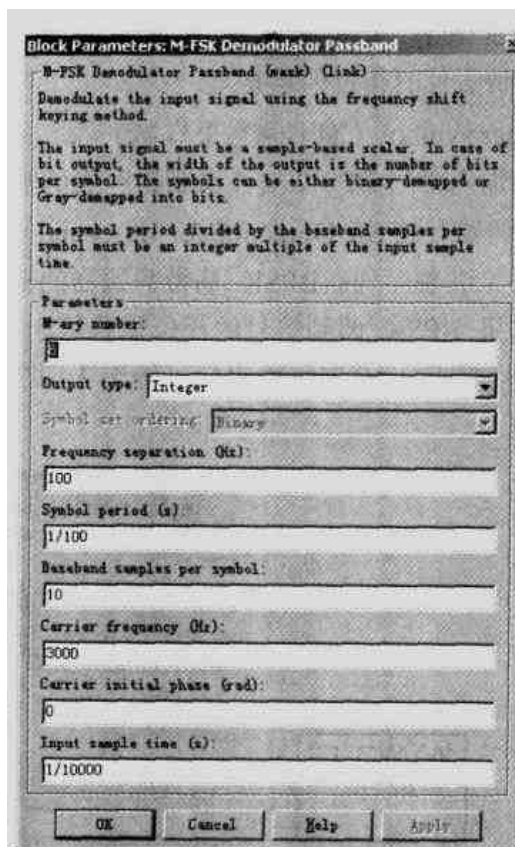 Block Parameters: M-FSK Demodulator Passband
M-FSK Demodulator Passband (mask) (link)
Demodulate the input signal using the frequency shift
keying method.
The input signal must be a sample-based scalar. In case of
bit output, the width of the output is the number of bits
per symbol. The symbols can be either binary-demapped or
Gray-demapped into bits.
The symbol period divided by the baseband samples per
symbol must be an integer multiple of the input sample
time.
Parameters
M-ary number:
2
Output type: Integer
Symbol set ordering: Binary
Frequency separation (Hz):
100
Symbol period (s)
1/100
Baseband samples per symbol:
10
Carrier frequency (Hz):
3000
Carrier initial phase (rad):
0
Input sample time (s):
1/10000
OK Cancel Help Apply